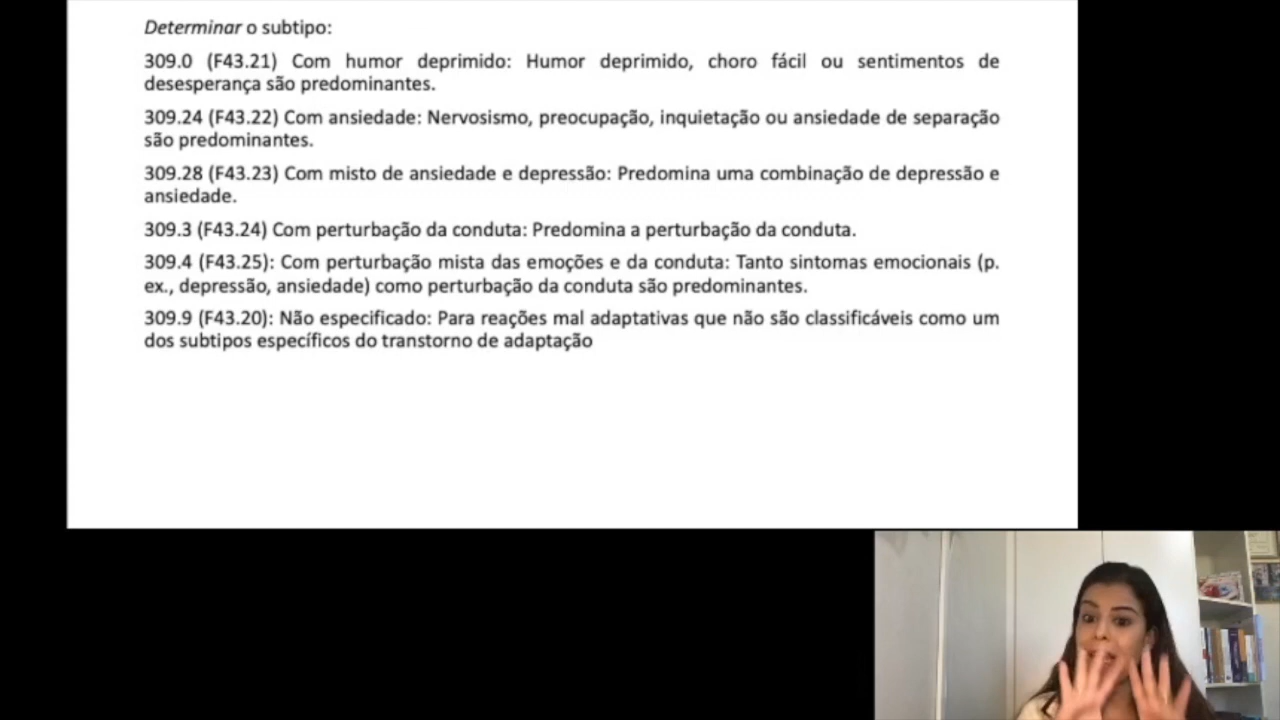 Determinar o subtipo:
309.0 (F43.21) Com humor deprimido: Humor deprimido, choro fácil ou sentimentos de
desesperança são predominantes.
309.24 (F43.22) Com ansiedade: Nervosismo, preocupação, inquietação ou ansiedade de separação
são predominantes.
309.28 (F43.23) Com misto de ansiedade e depressão: Predomina uma combinação de depressão e
ansiedade.
309.3 (F43.24) Com perturbação da conduta: Predomina a perturbação da conduta.
309.4 (F43.25): Com perturbação mista das emoções e da conduta: Tanto sintomas emocionais (p.
ex., depressão, ansiedade) como perturbação da conduta são predominantes.
309.9 (F43.20): Não especificado: Para reações mal adaptativas que não são classificáveis como um
dos subtipos específicos do transtorno de adaptação